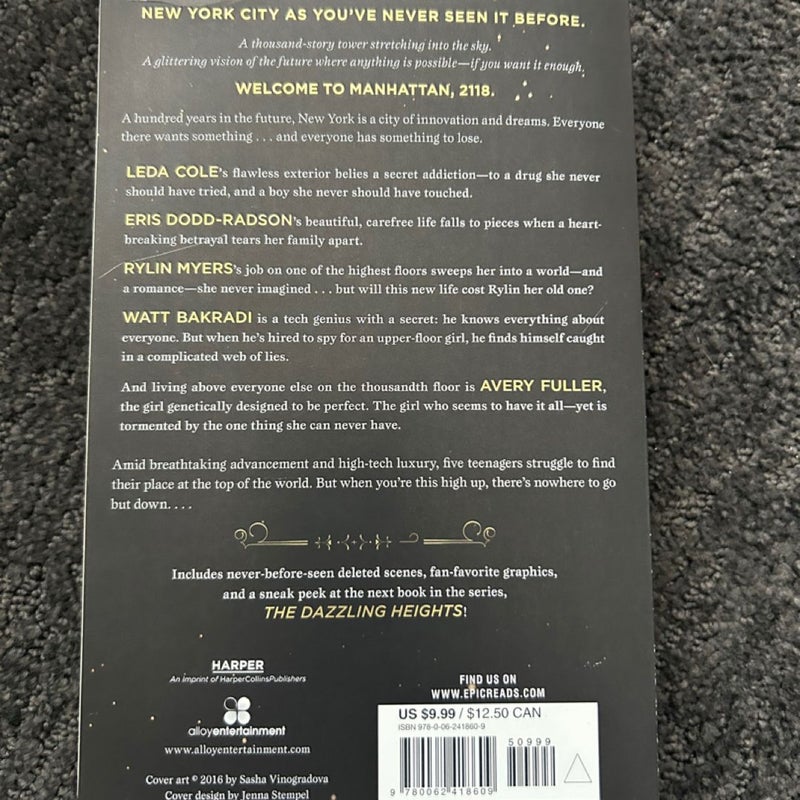 NEW YORK CITY AS YOU'VE NEVER SEEN IT BEFORE.
A thousand-story tower stretching into the sky.
A glittering vision of the future where anything is possible—if you want it enough.
WELCOME TO MANHATTAN, 2118.
A hundred years in the future, New York is a city of innovation and dreams. Everyone
there wants something . . . and everyone has something to lose.
LEDA COLE's flawless exterior belies a secret addiction—to a drug she never
should have tried, and a boy she never should have touched.
ERIS DODD-RADSON's beautiful, carefree life falls to pieces when a heart-
breaking betrayal tears her family apart.
RYLIN MYERS's job on one of the highest floors sweeps her into a world—and
a romance—she never imagined . . . but will this new life cost Rylin her old one?
WATT BAKRADI is a tech genius with a secret: he knows everything about
everyone. But when he's hired to spy for an upper-floor girl, he finds himself caught
in a complicated web of lies.
And living above everyone else on the thousandth floor is AVERY FULLER,
the girl genetically designed to be perfect. The girl who seems to have it all—yet is
tormented by the one thing she can never have.
Amid breathtaking advancement and high-tech luxury, five teenagers struggle to find
their place at the top of the world. But when you're this high up, there's nowhere to go
but down. . . .
Includes never-before-seen deleted scenes, fan-favorite graphics,
and a sneak peek at the next book in the series,
THE DAZZLING HEIGHTS!
HARPER
An imprint of HarperCollinsPublishers
alloyentertainment
www.alloyentertainment.com
Cover art © 2016 by Sasha Vinogradova
Cover design by Jenna Stempel
FIND US ON
WWW.EPICREADS.COM
US $9.99 / $12.50 CAN
ISBN 978-0-06-241860-9
50999
9 780062 418609